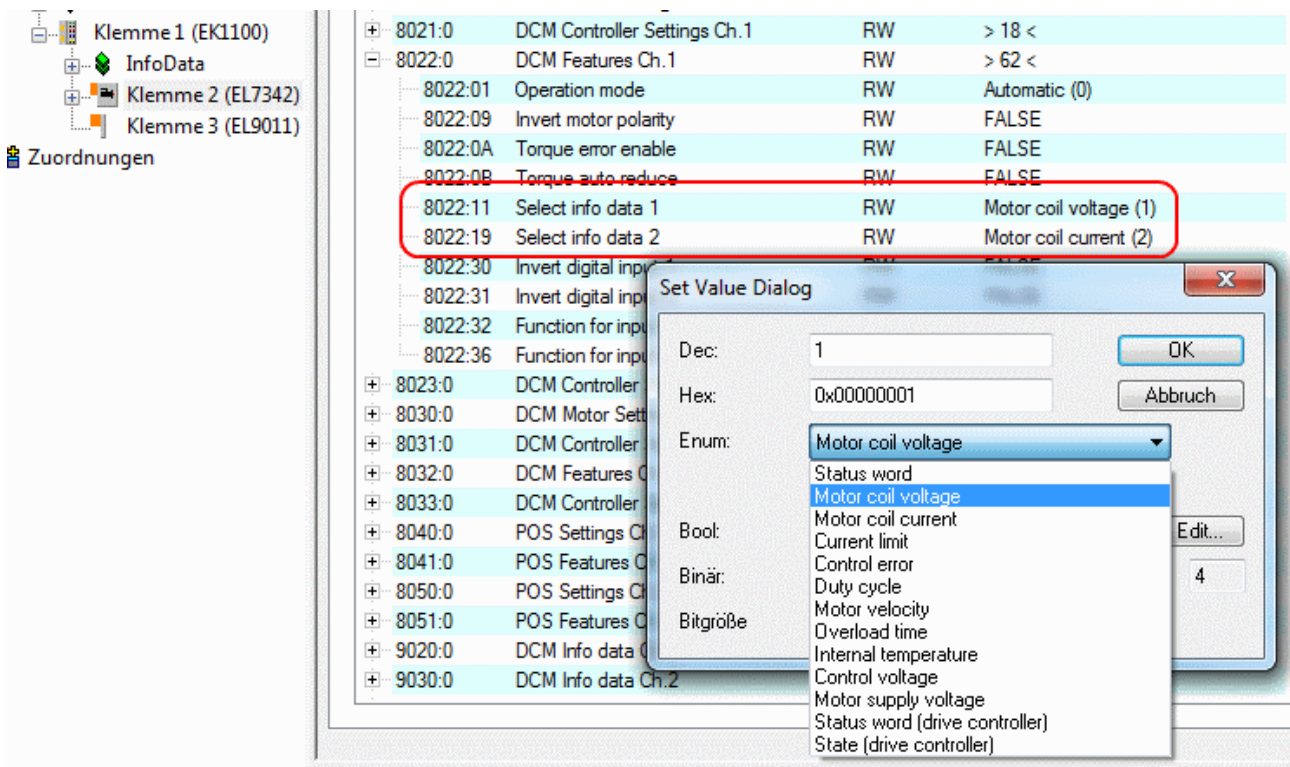 Klemme 1 (EK1100)
InfoData
Klemme 2 (EL7342)
Klemme 3 (EL9011)
Zuordnungen
8021:0 DCM Controller Settings Ch.1 RW > 18 <
8022:0 DCM Features Ch.1 RW > 62 <
8022:01 Operation mode RW Automatic (0)
8022:09 Invert motor polarity RW FALSE
8022:0A Torque error enable RW FALSE
8022:0B Torque auto reduce RW FALSE
8022:11 Select info data 1 RW Motor coil voltage (1)
8022:19 Select info data 2 RW Motor coil current (2)
8022:30 Invert digital
8022:31 Invert digital
8022:32 Function for
8022:36 Function for
8023:0 DCM Controller
8030:0 DCM Motor
8031:0 DCM Controller
8032:0 DCM Features
8033:0 DCM Controller
8040:0 POS Settings
8041:0 POS Features
8050:0 POS Settings
8051:0 POS Features
9020:0 DCM Info data
9030:0 DCM Info data Ch.2
Set Value Dialog
X
Dec: 1 OK
Hex: 0x00000001 Abbruch
Enum: Motor coil voltage
Status word
Motor coil voltage
Motor coil current
Current limit
Control error
Duty cycle
Motor velocity
Overload time
Internal temperature
Control voltage
Motor supply voltage
Status word (drive controller)
State (drive controller)
Bool: Edit...
Binär: 4
Bitgröße